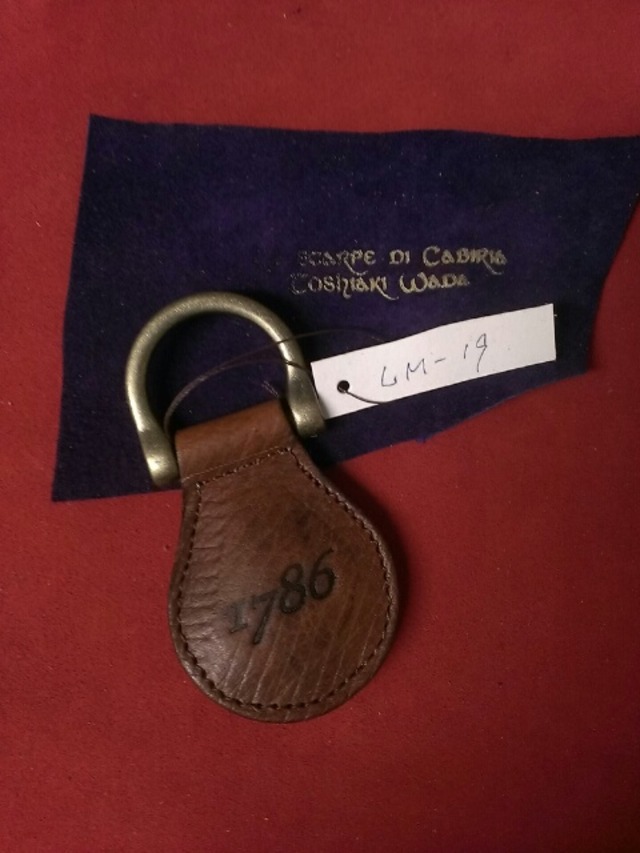 SCARPE DI CABIRIA
TOSHIAKI WADA
LM-19
1786